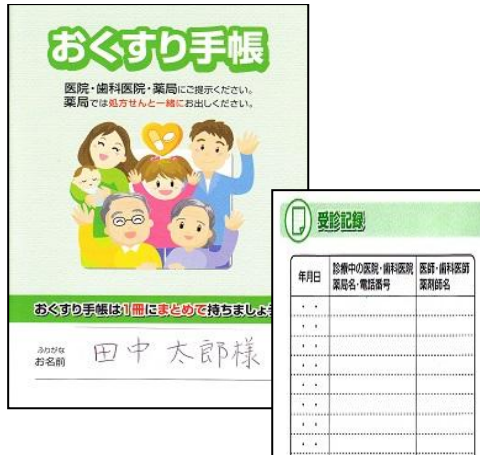 おくすり手帳
医院・歯科医院・薬局にご提示ください。
薬局では処方せんと一緒にお出しください。
おくすり手帳は1冊にまとめて持ちましょ
ふりがな
お名前 田中 太郎様
受診記録
年月日
診療中の医院・歯科医院
薬局名・電話番号
医師・歯科医師
薬剤師名